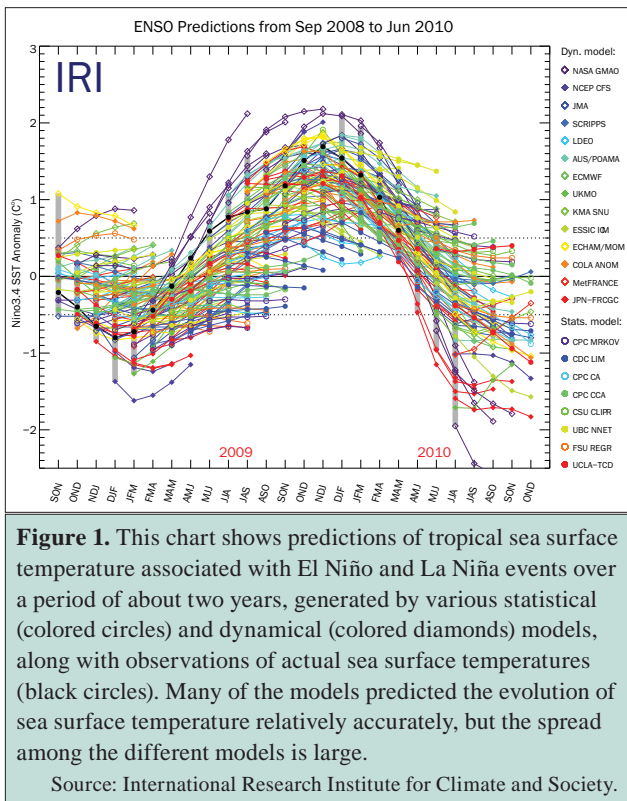 ENSO Predictions from Sep 2008 to Jun 2010
IRI
Nino3.4 SST Anomaly (C°)
3
2
1
0
−1
−2
2009
2010
SON
OND
NDJ
DJF
JFM
FMA
MAM
AMJ
MJJ
JJA
JAS
ASO
SON
OND
NDJ
DJF
JFM
FMA
MAM
AMJ
MJJ
JJA
JAS
ASO
SON
OND
Dyn. model:
NASA GMAO
NCEP CFS
JMA
SCRIPPS
LDEO
AUS/POAMA
ECMWF
UKMO
KMA SNU
ESSIC ICM
ECHAM/MOM
COLA ANOM
MetFRANCE
JPN−FRCGC
Stats. model:
CPC MRKOV
CDC LIM
CPC CA
CPC CCA
CSU CLIPR
UBC NNET
FSU REGR
UCLA−TCD
Figure 1. This chart shows predictions of tropical sea surface
temperature associated with El Niño and La Niña events over
a period of about two years, generated by various statistical
(colored circles) and dynamical (colored diamonds) models,
along with observations of actual sea surface temperatures
(black circles). Many of the models predicted the evolution of
sea surface temperature relatively accurately, but the spread
among the different models is large.
Source: International Research Institute for Climate and Society.